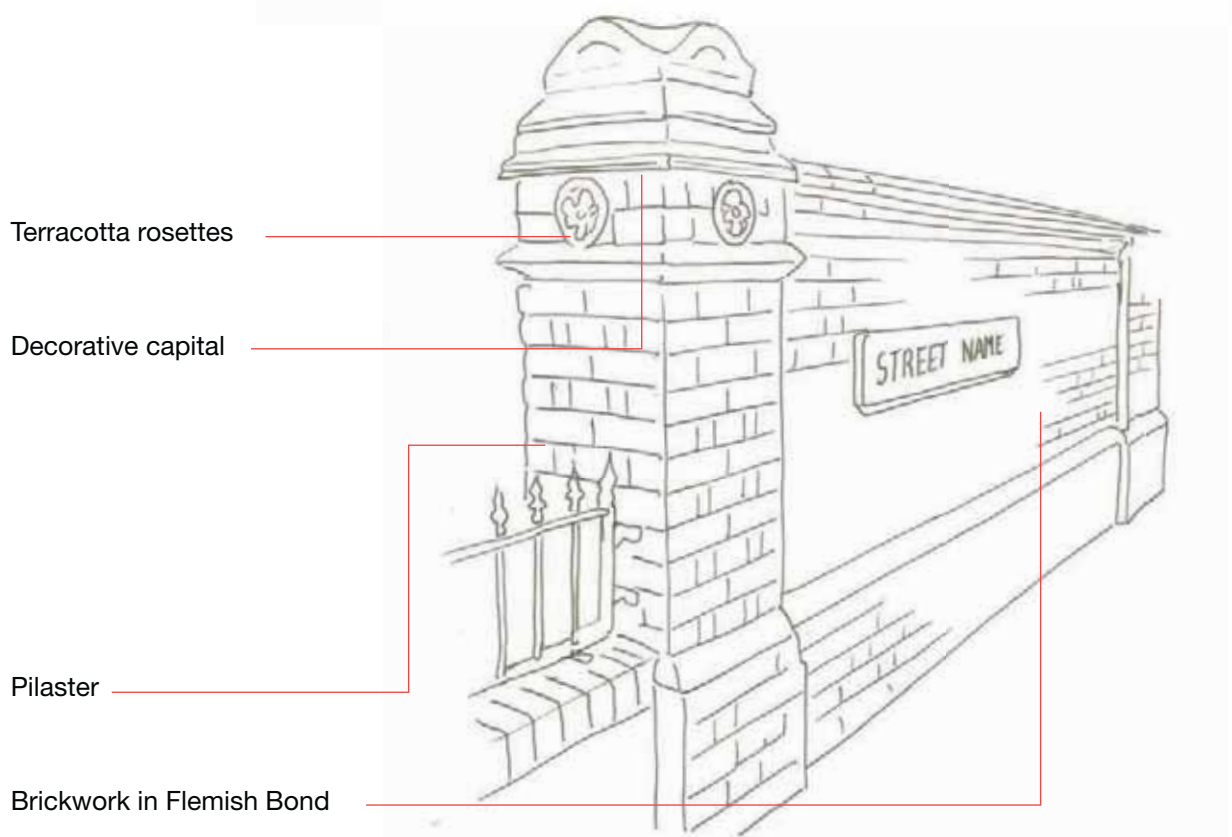 Terracotta rosettes
Decorative capital
STREET NAME
Pilaster
Brickwork in Flemish Bond